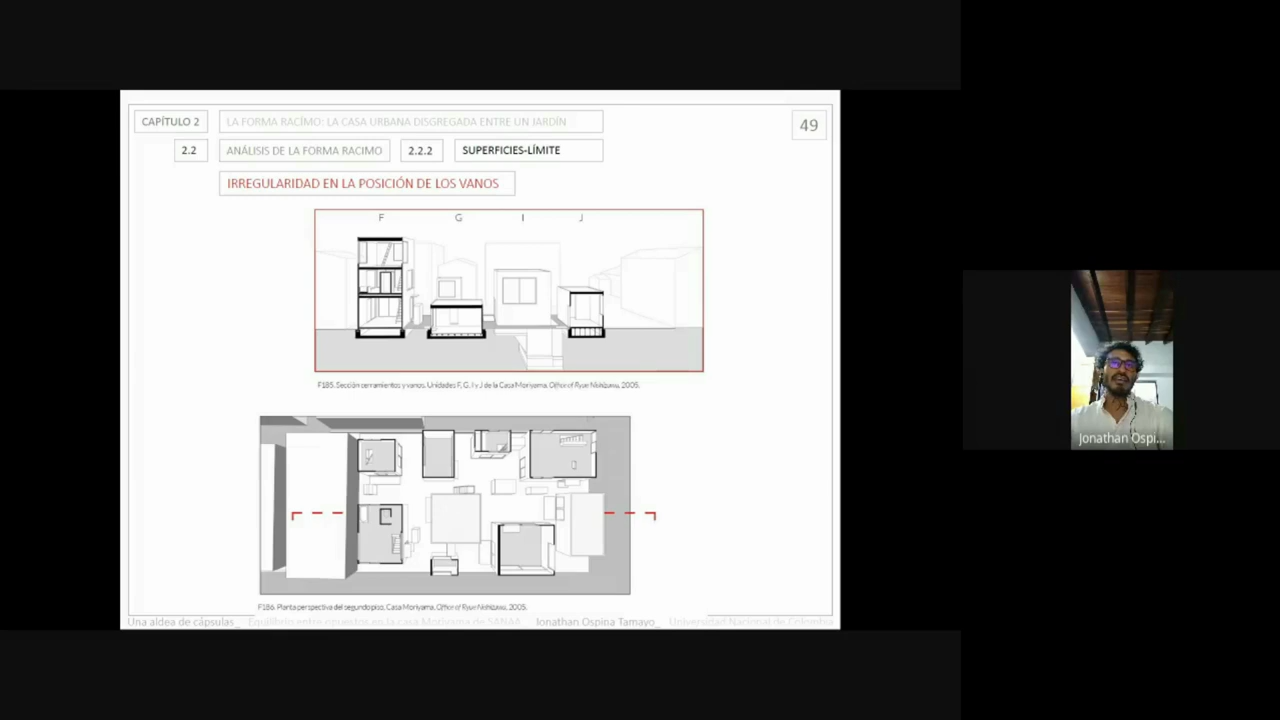 CAPÍTULO 2
LA FORMA RACÍMO: LA CASA URBANA DISGREGADA ENTRE UN JARDÍN
49
2.2
ANÁLISIS DE LA FORMA RACIMO
2.2.2
SUPERFICIES-LÍMITE
IRREGULARIDAD EN LA POSICIÓN DE LOS VANOS
F G I J
F185. Sección serramientos y vanos. Unidades F, G, I y J de la Casa Moriyama. Office of Ryue Nishizawa, 2005.
F186. Planta perspectiva del segundo piso. Casa Moriyama. Office of Ryue Nishizawa, 2005.
Una aldea de cápsulas_ Equilibrio entre opuestos en la casa Moriyama de SANAA Jonathan Ospina Tamayo_ Universidad Nacional de Colombia
Jonathan Ospi...